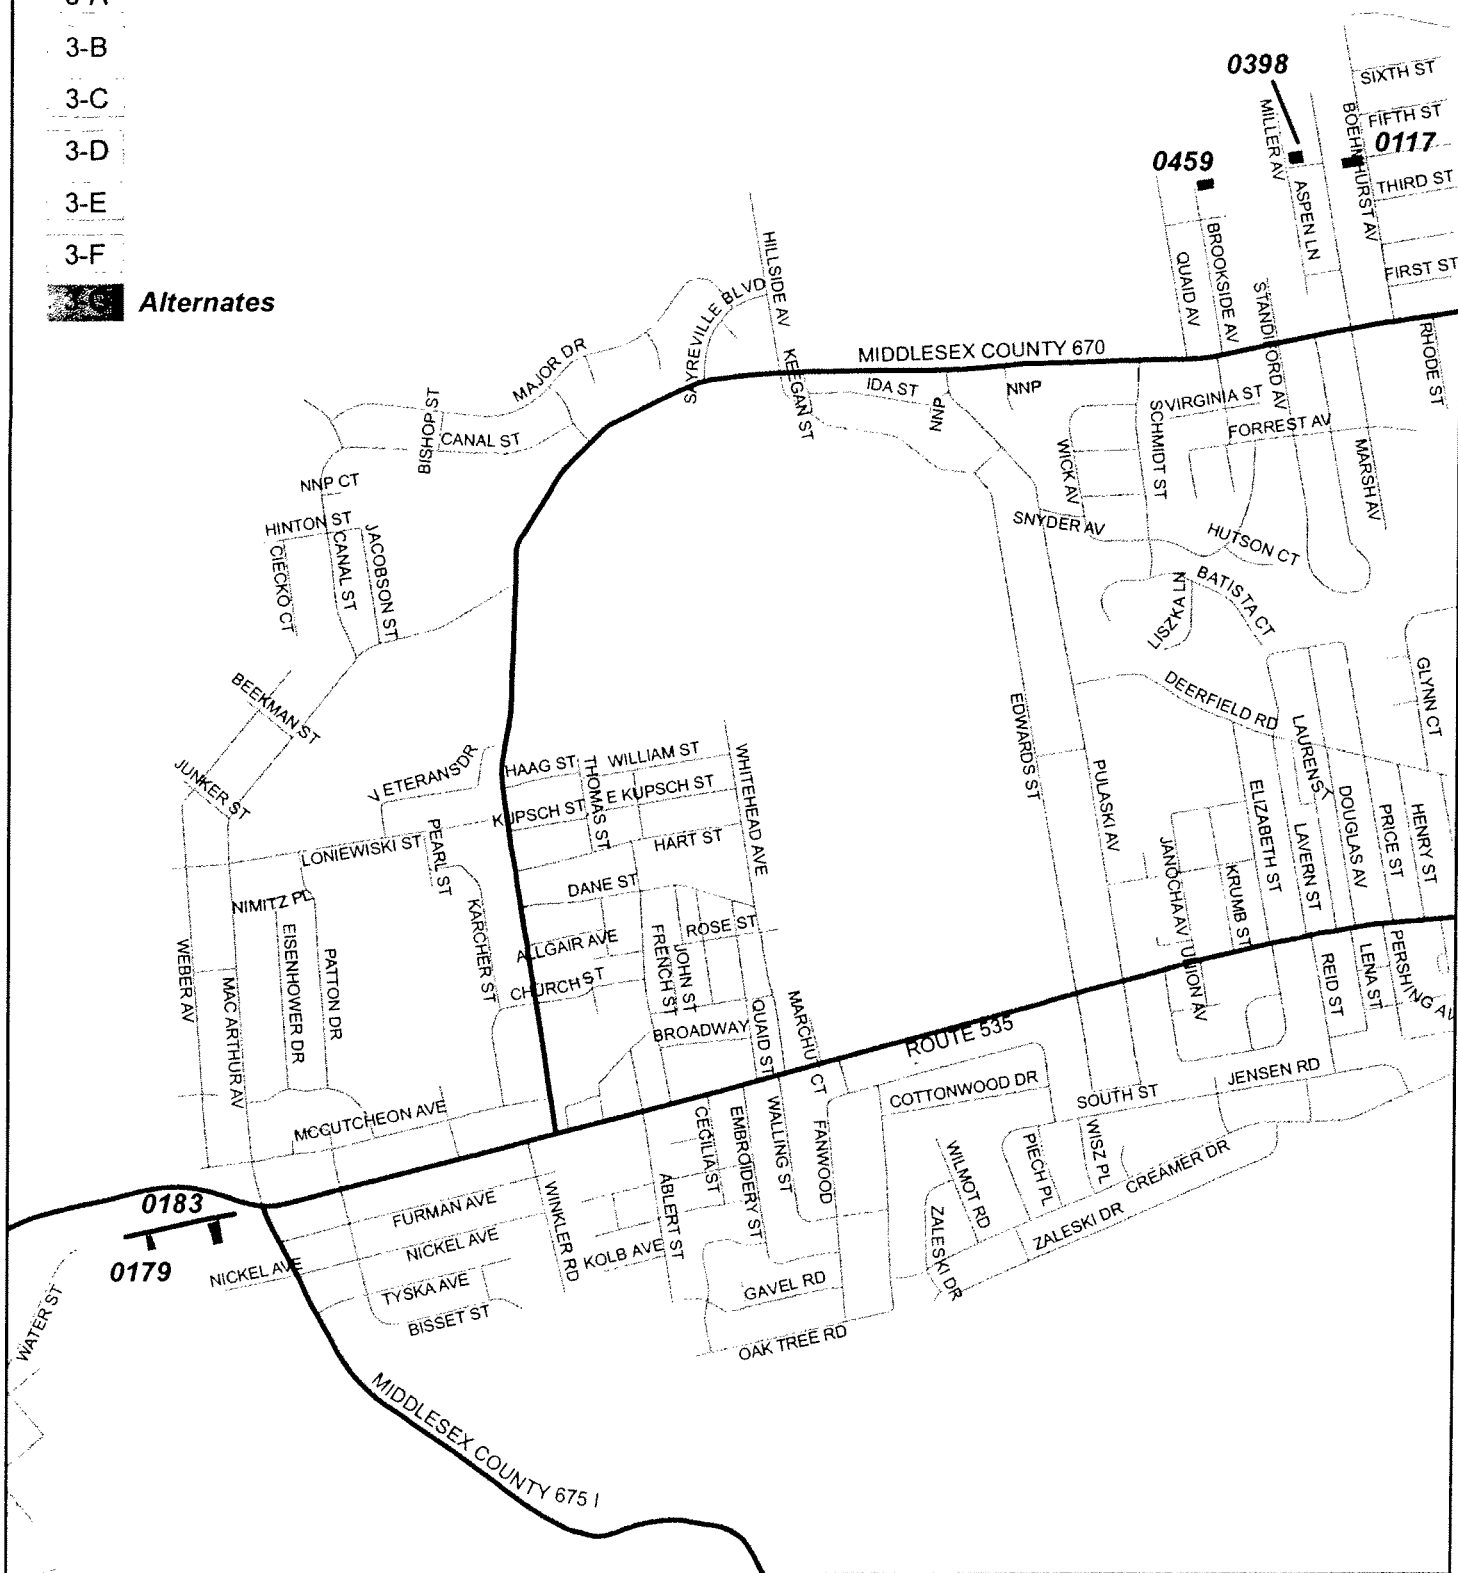 3-A
3-B
3-C
3-D
3-E
3-F
3-G Alternates
0398
0459
0117
SIXTH ST
FIFTH ST
THIRD ST
FIRST ST
MILLER AV
ASPEN LN
BOEHMHURST AV
QUAID AV
BROOKSIDE AV
STANDIFORD AV
RHODE ST
HILLSIDE AV
SAYREVILLE BLVD
MAJOR DR
BISHOP ST
CANAL ST
KEEGAN ST
MIDDLESEX COUNTY 670
IDA ST
NNP
NNP
SCHMIDT ST
VIRGINIA ST
FORREST AV
WICK AV
MARSH AV
SNYDER AV
HUTSON CT
BATISTA CT
LISZKA LN
NNP CT
HINTON ST
CIECKO CT
CANAL ST
JACOBSON ST
BEEKMAN ST
JUNKER ST
VETERANS DR
HAAG ST
THOMAS ST
WILLIAM ST
WHITEHEAD AVE
KUPSCH ST
E KUPSCH ST
HART ST
EDWARDS ST
PULASKI AV
DEERFIELD RD
GLYNN CT
LAUREN ST
DOUGLAS AV
PRICE ST
HENRY ST
ELIZABETH ST
LAVERN ST
JANOCHA AV
KRUMB ST
LONIEWISKI ST
PEARL ST
NIMITZ PL
DANE ST
KARCHER ST
ALLGAIR AVE
CHURCH ST
FRENCH ST
JOHN ST
ROSE ST
WEBER AV
MAC ARTHUR AV
EISENHOWER DR
PATTON DR
BROADWAY
QUAID ST
MARCHUT CT
UNION AV
REID ST
LENA ST
PERSHING AV
ROUTE 535
COTTONWOOD DR
SOUTH ST
JENSEN RD
MCCUTCHEON AVE
CECILIA ST
EMBROIDERY ST
WALLING ST
FANWOOD
WILMOT RD
PIECH PL
WISZ PL
CREAMER DR
ZALESKI DR
ZALESKI DR
0183
0179
NICKEL AVE
FURMAN AVE
NICKEL AVE
TYSKA AVE
BISSET ST
WINKLER RD
KOLB AVE
ABLERT ST
GAVEL RD
OAK TREE RD
WATER ST
MIDDLESEX COUNTY 675 I